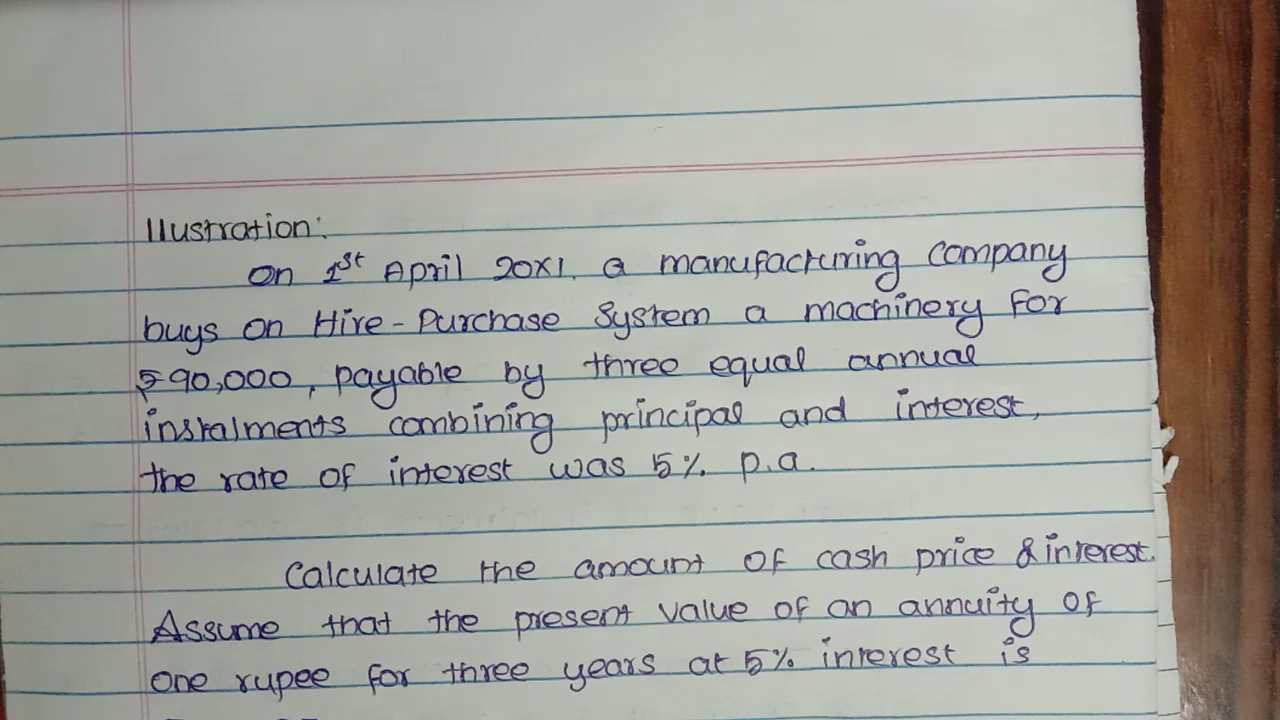 Illustration:
On 1st April 20X1, a manufacturing company
buys on Hire-Purchase System a machinery for
₹90,000, payable by three equal annual
instalments combining principal and interest,
the rate of interest was 5% p.a.
Calculate the amount of cash price & interest.
Assume that the present value of an annuity of
one rupee for three years at 5% interest is